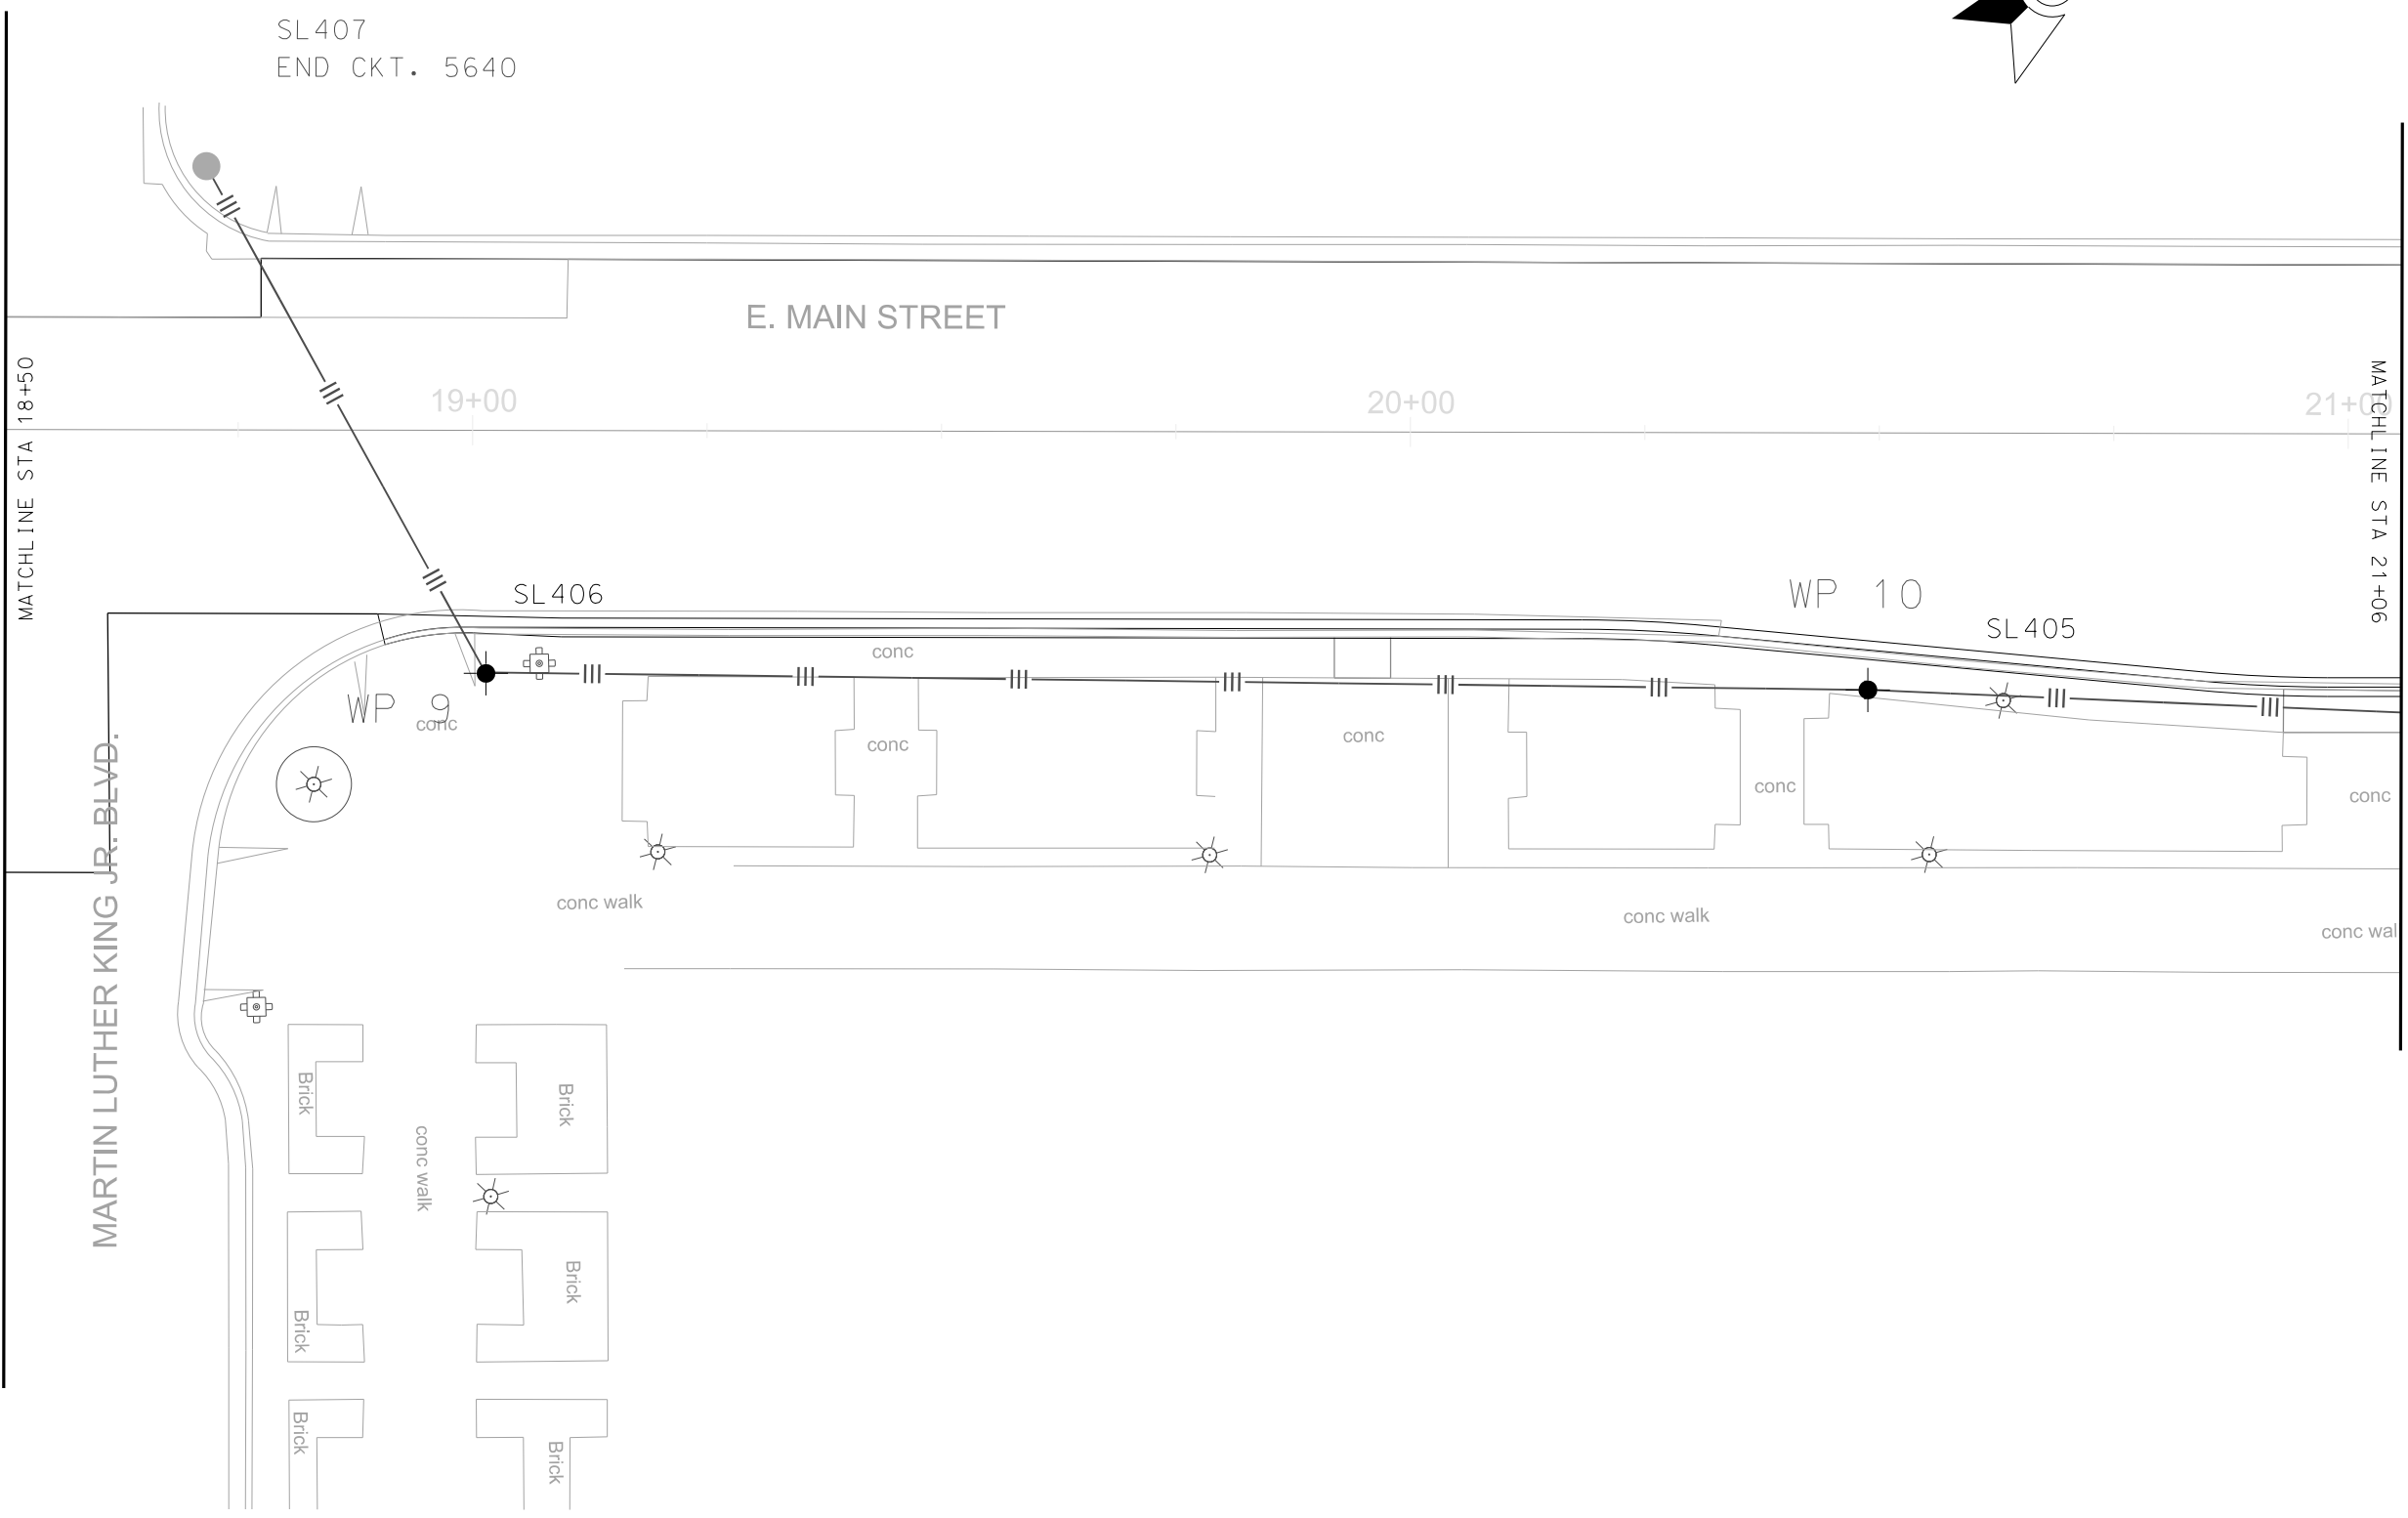 SL407
END CKT. 5640
E. MAIN STREET
MATCHLINE STA 18+50
19+00
20+00
21+00
MATCHLINE STA 21+06
SL406
WP 10
SL405
conc
WP 9
conc
conc
conc
conc
conc
MARTIN LUTHER KING JR. BLVD.
conc walk
conc walk
conc wal
Brick
Brick
conc walk
Brick
Brick
Brick
Brick